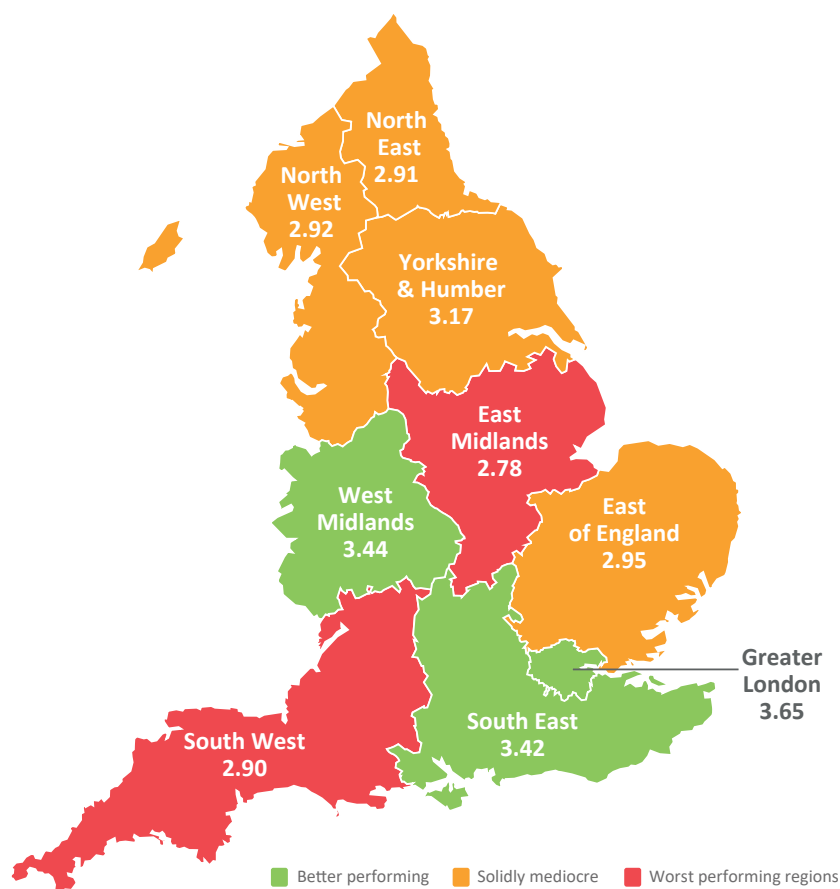 North
East
2.91
North
West
2.92
Yorkshire
& Humber
3.17
East
Midlands
2.78
West
Midlands
3.44
East
of England
2.95
Greater
London
3.65
South East
3.42
South West
2.90
Better performing
Solidly mediocre
Worst performing regions